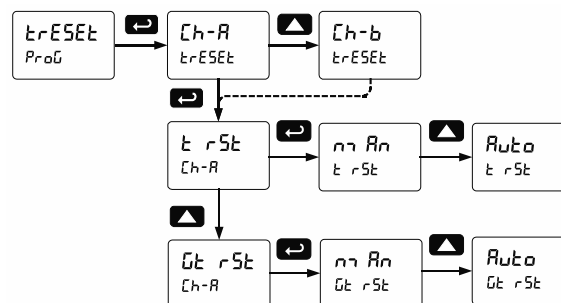 trESEt
ProG
Ch-A
trESEt
Ch-b
trESEt
t rSt
Ch-A
mAn
t rSt
Auto
t rSt
Gt rSt
Ch-A
mAn
Gt rSt
Auto
Gt rSt